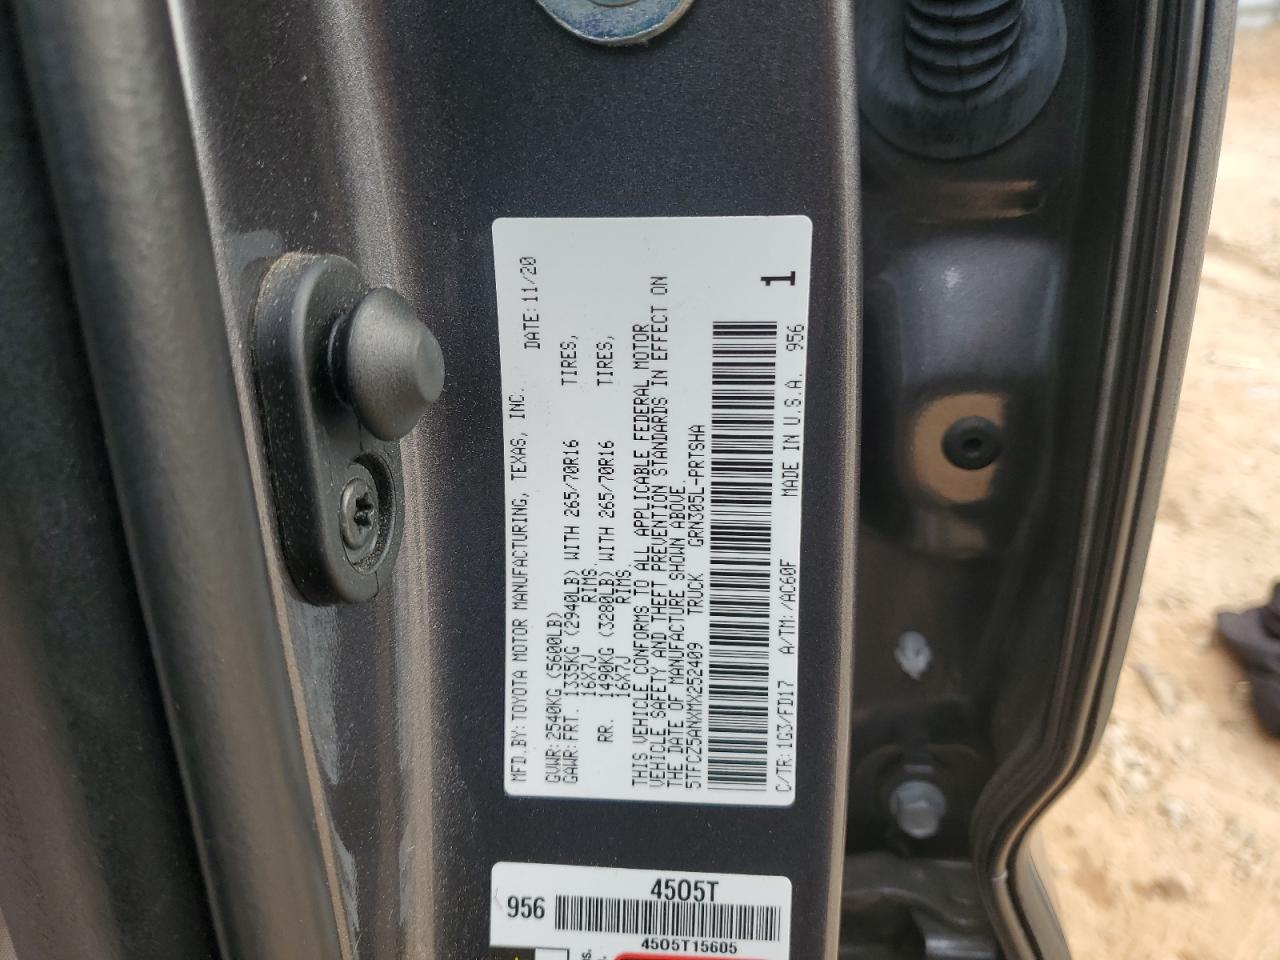 MFD.BY:TOYOTA MOTOR MANUFACTURING, TEXAS, INC. DATE:11/20
GVWR:2540KG (5600LB)
GAWR:FRT. 1335KG (2940LB) WITH 265/70R16 TIRES,
16X7J RIMS.
RR. 1490KG (3280LB) WITH 265/70R16 TIRES,
16X7J RIMS.
THIS VEHICLE CONFORMS TO ALL APPLICABLE FEDERAL MOTOR
VEHICLE SAFETY AND THEFT PREVENTION STANDARDS IN EFFECT ON
THE DATE OF MANUFACTURE SHOWN ABOVE.
5TFCZ5ANXMX252409 TRUCK GRN305L-PRTSHA
1
C/TR:1G3/FD17 A/TM:/AC60F MADE IN U.S.A. 956
4505T
956
4505T15605